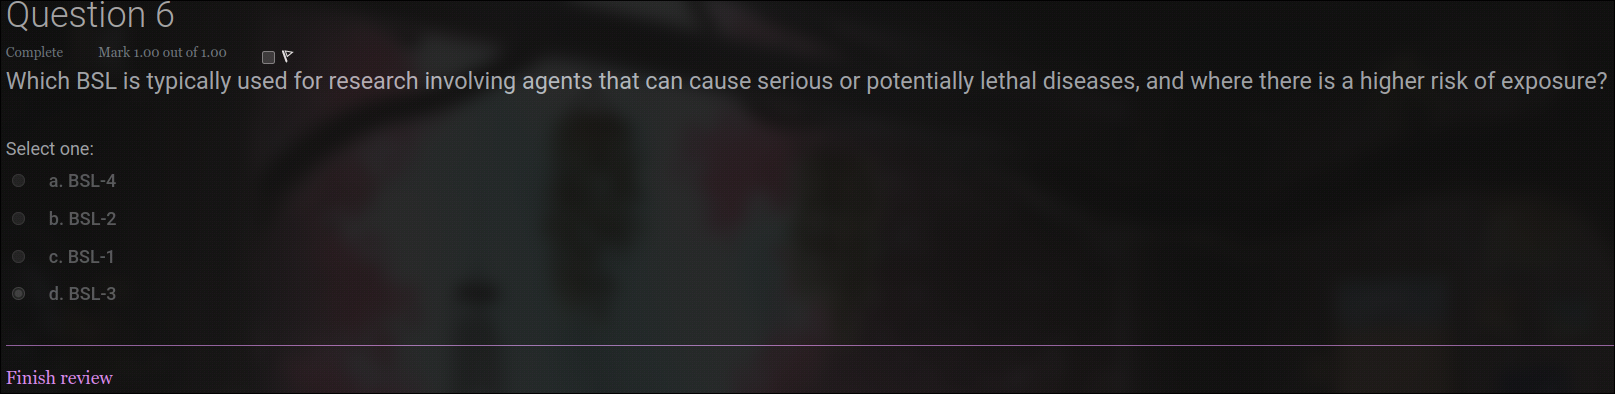 Question 6
Complete Mark 1.00 out of 1.00
Which BSL is typically used for research involving agents that can cause serious or potentially lethal diseases, and where there is a higher risk of exposure?
Select one:
a. BSL-4
b. BSL-2
c. BSL-1
d. BSL-3
Finish review